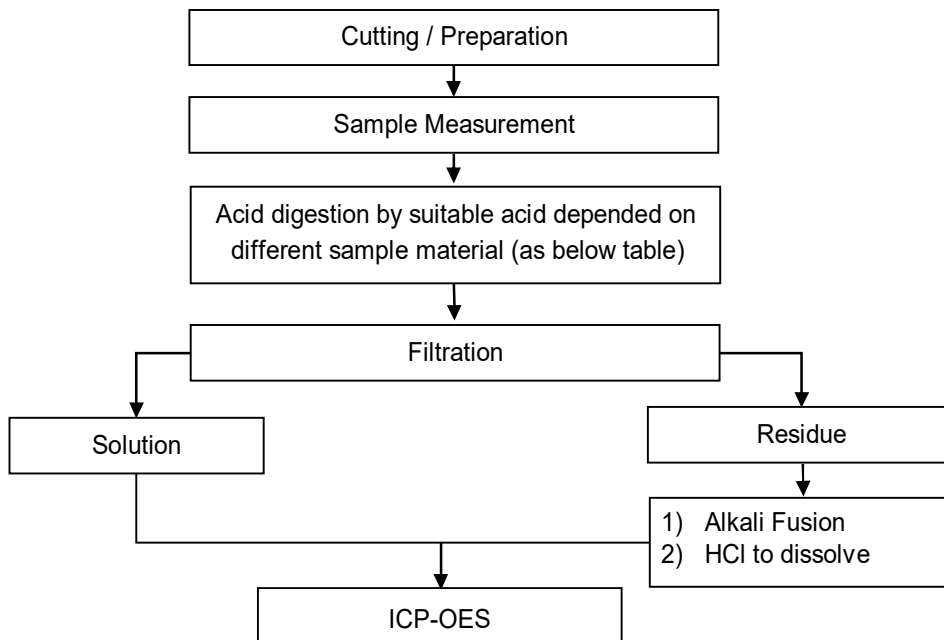 Cutting / Preparation
Sample Measurement
Acid digestion by suitable acid depended on
different sample material (as below table)
Filtration
Solution
Residue
1) Alkali Fusion
2) HCl to dissolve
ICP-OES